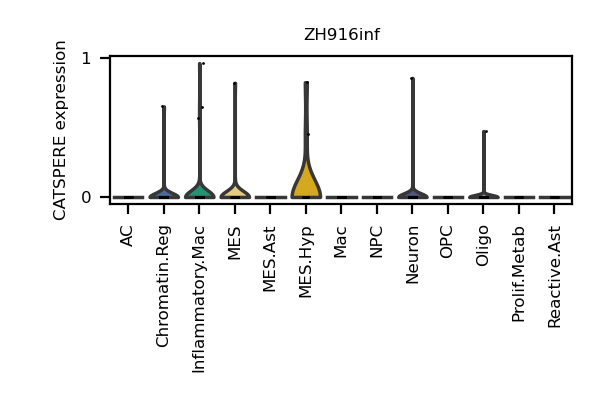 ZH916inf
CATSPERE expression
1
0
AC
Chromatin.Reg
Inflammatory.Mac
MES
MES.Ast
MES.Hyp
Mac
NPC
Neuron
OPC
Oligo
Prolif.Metab
Reactive.Ast